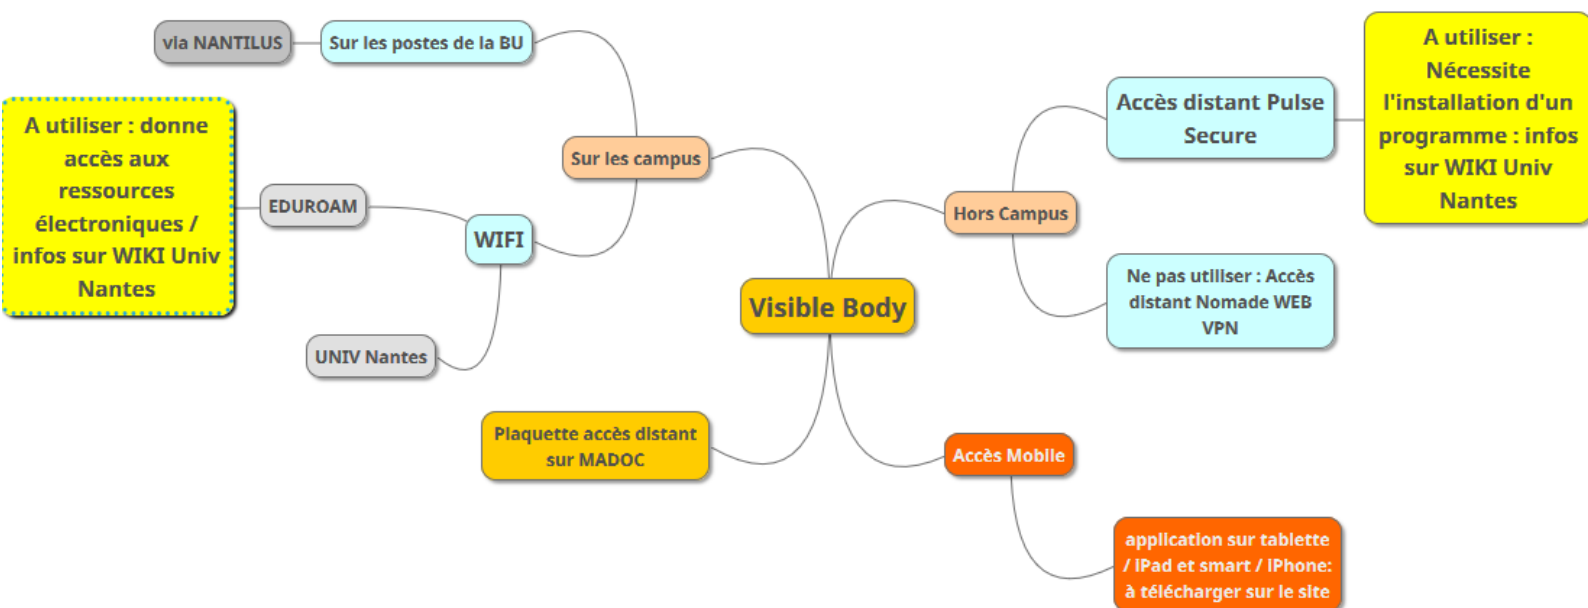 via NANTILUS
Sur les postes de la BU
A utiliser : donne
accès aux
ressources
électroniques /
infos sur WIKI Univ
Nantes
EDUROAM
WIFI
UNIV Nantes
Sur les campus
Visible Body
Plaquette accès distant
sur MADOC
Hors Campus
Accès distant Pulse
Secure
A utiliser :
Nécessite
l'installation d'un
programme : infos
sur WIKI Univ
Nantes
Ne pas utiliser : Accès
distant Nomade WEB
VPN
Accès Mobile
application sur tablette
/ iPad et smart / iPhone:
à télécharger sur le site